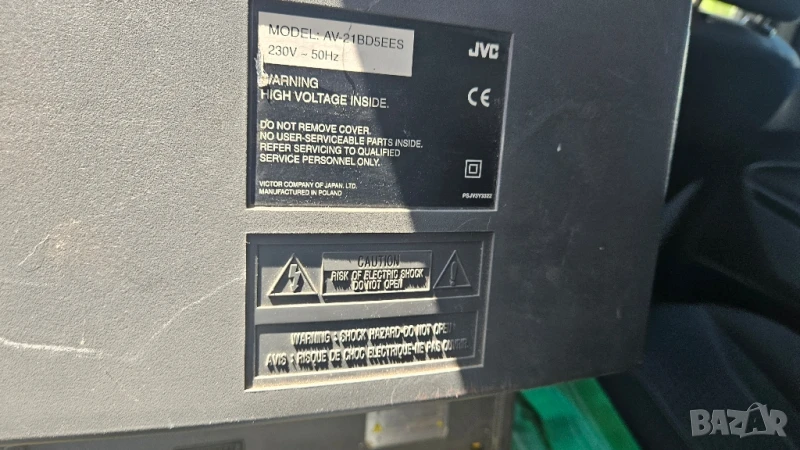 MODEL: AV-21BD5EES
230V ~ 50Hz
JVC
WARNING
HIGH VOLTAGE INSIDE.
CE
DO NOT REMOVE COVER.
NO USER-SERVICEABLE PARTS INSIDE.
REFER SERVICING TO QUALIFIED
SERVICE PERSONNEL ONLY.
VICTOR COMPANY OF JAPAN, LTD.
MANUFACTURED IN POLAND
CAUTION
RISK OF ELECTRIC SHOCK
DO NOT OPEN
WARNING : SHOCK HAZARD-DO NOT OPEN
AVIS : RISQUE DE CHOC ELECTRIQUE-NE PAS OUVRIR.
BAZAR